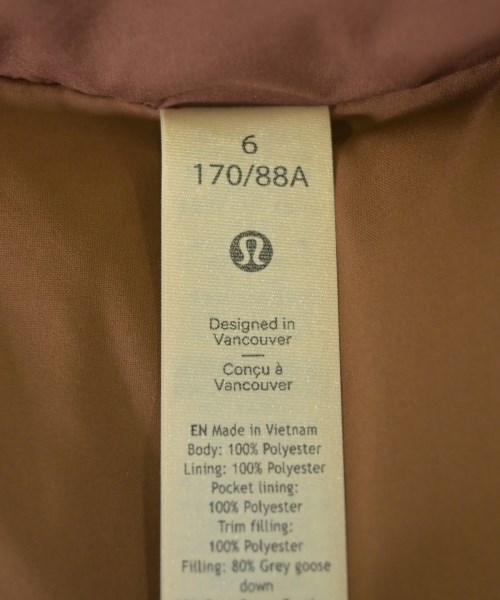 6
170/88A
Designed in
Vancouver
Conçu à
Vancouver
EN Made in Vietnam
Body: 100% Polyester
Lining: 100% Polyester
Pocket lining:
100% Polyester
Trim filling:
100% Polyester
Filling: 80% Grey goose
down